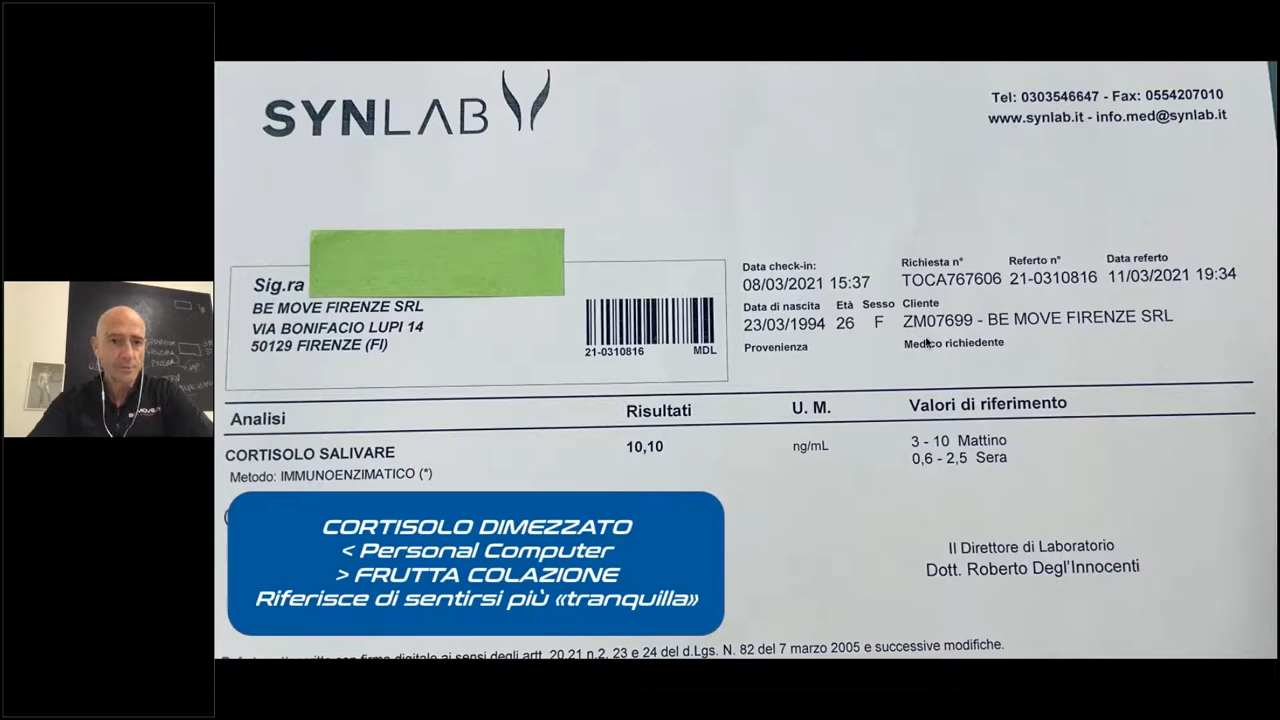 SYNLAB
Tel: 0303546647 - Fax: 0554207010
www.synlab.it - info.med@synlab.it
Sig.ra
BE MOVE FIRENZE SRL
VIA BONIFACIO LUPI 14
50129 FIRENZE (FI)
21-0310816 MDL
Data check-in:
08/03/2021 15:37
Richiesta n° Referto n° Data referto
TOCA767606 21-0310816 11/03/2021 19:34
Data di nascita Età Sesso Cliente
23/03/1994 26 F ZM07699 - BE MOVE FIRENZE SRL
Provenienza Medico richiedente
Analisi Risultati U. M. Valori di riferimento
CORTISOLO SALIVARE 10,10 ng/mL 3 - 10 Mattino
0,6 - 2,5 Sera
Metodo: IMMUNOENZIMATICO (*)
CORTISOLO DIMEZZATO
< Personal Computer
> FRUTTA COLAZIONE
Riferisce di sentirsi più «tranquilla»
Il Direttore di Laboratorio
Dott. Roberto Degl'Innocenti
con firma digitale ai sensi degli artt. 20,21 n.2, 23 e 24 del d.Lgs. N. 82 del 7 marzo 2005 e successive modifiche.